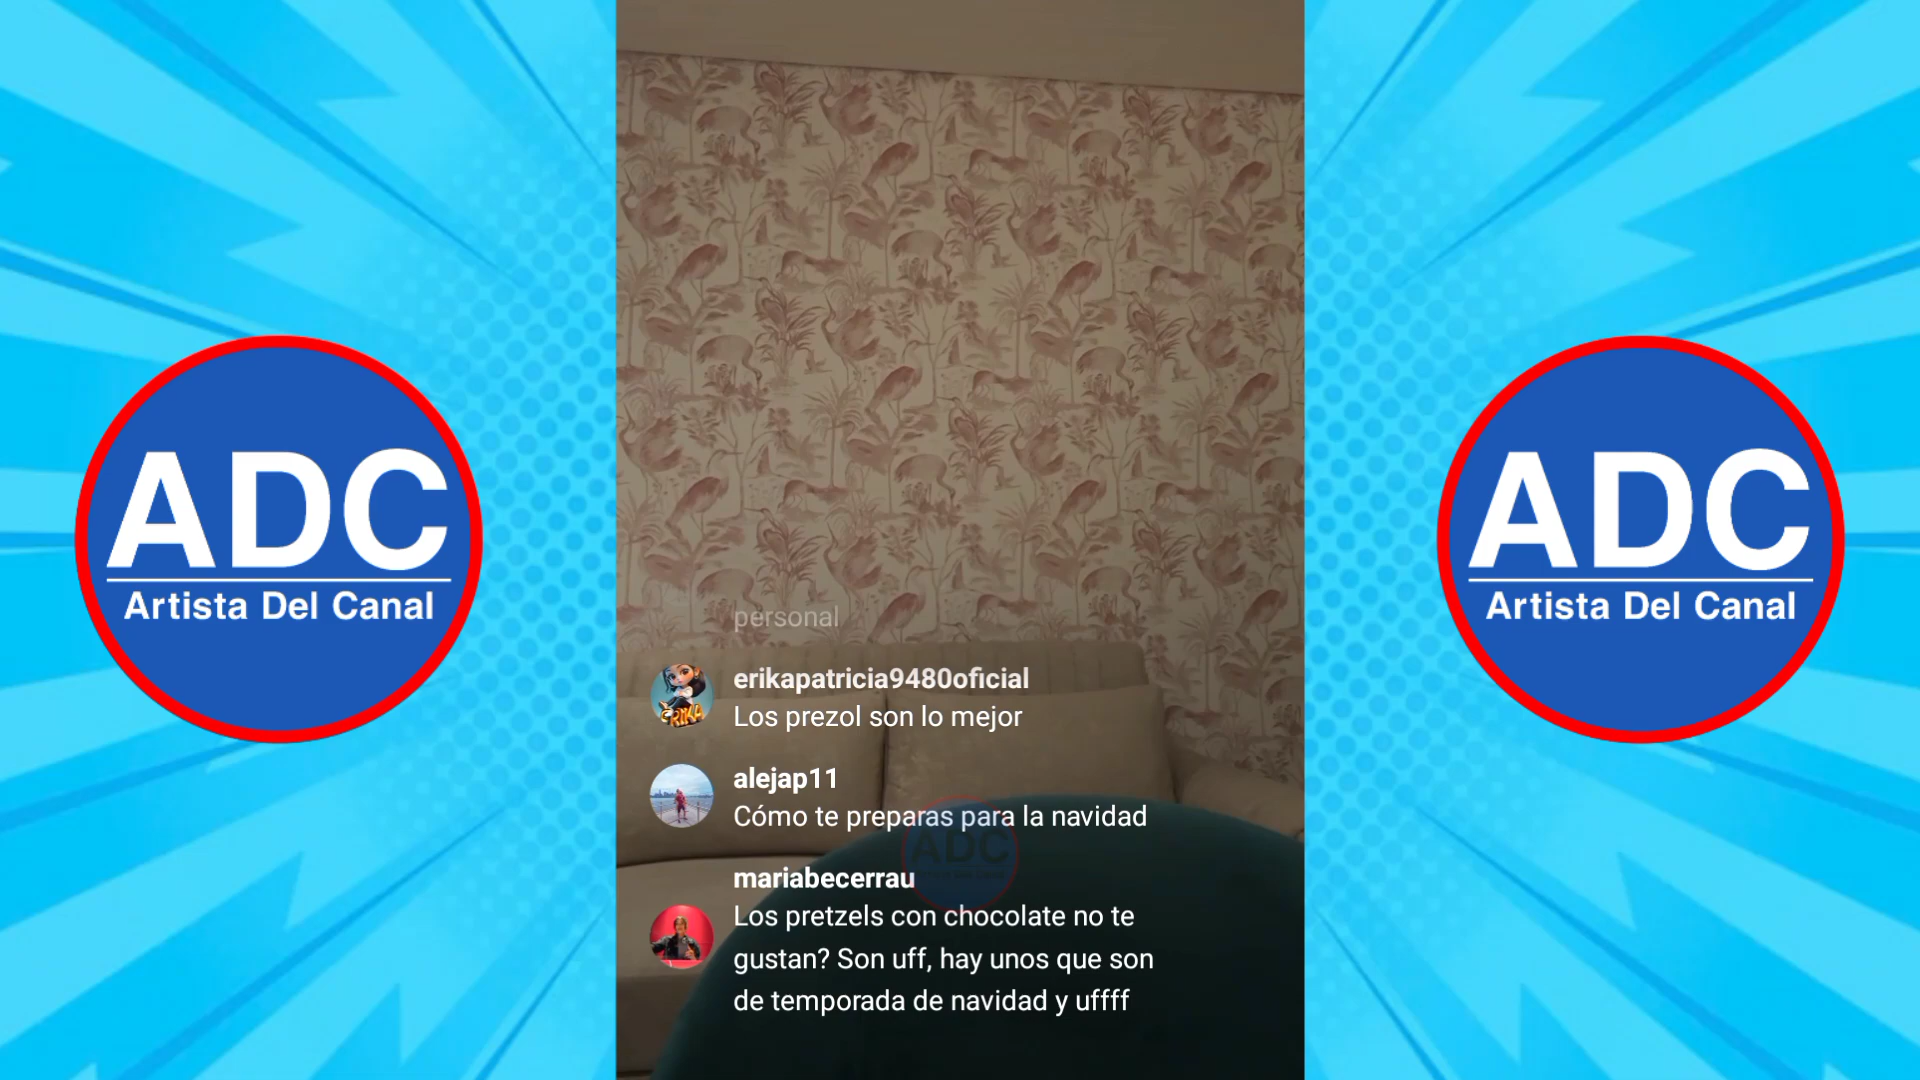 ADC
Artista Del Canal
personal
erikapatricia9480oficial
Los prezol son lo mejor
alejap11
Cómo te preparas para la navidad
mariabecerrau
Los pretzels con chocolate no te
gustan? Son uff, hay unos que son
de temporada de navidad y uffff
ERIKA
ADC
ADC
Artista Del Canal